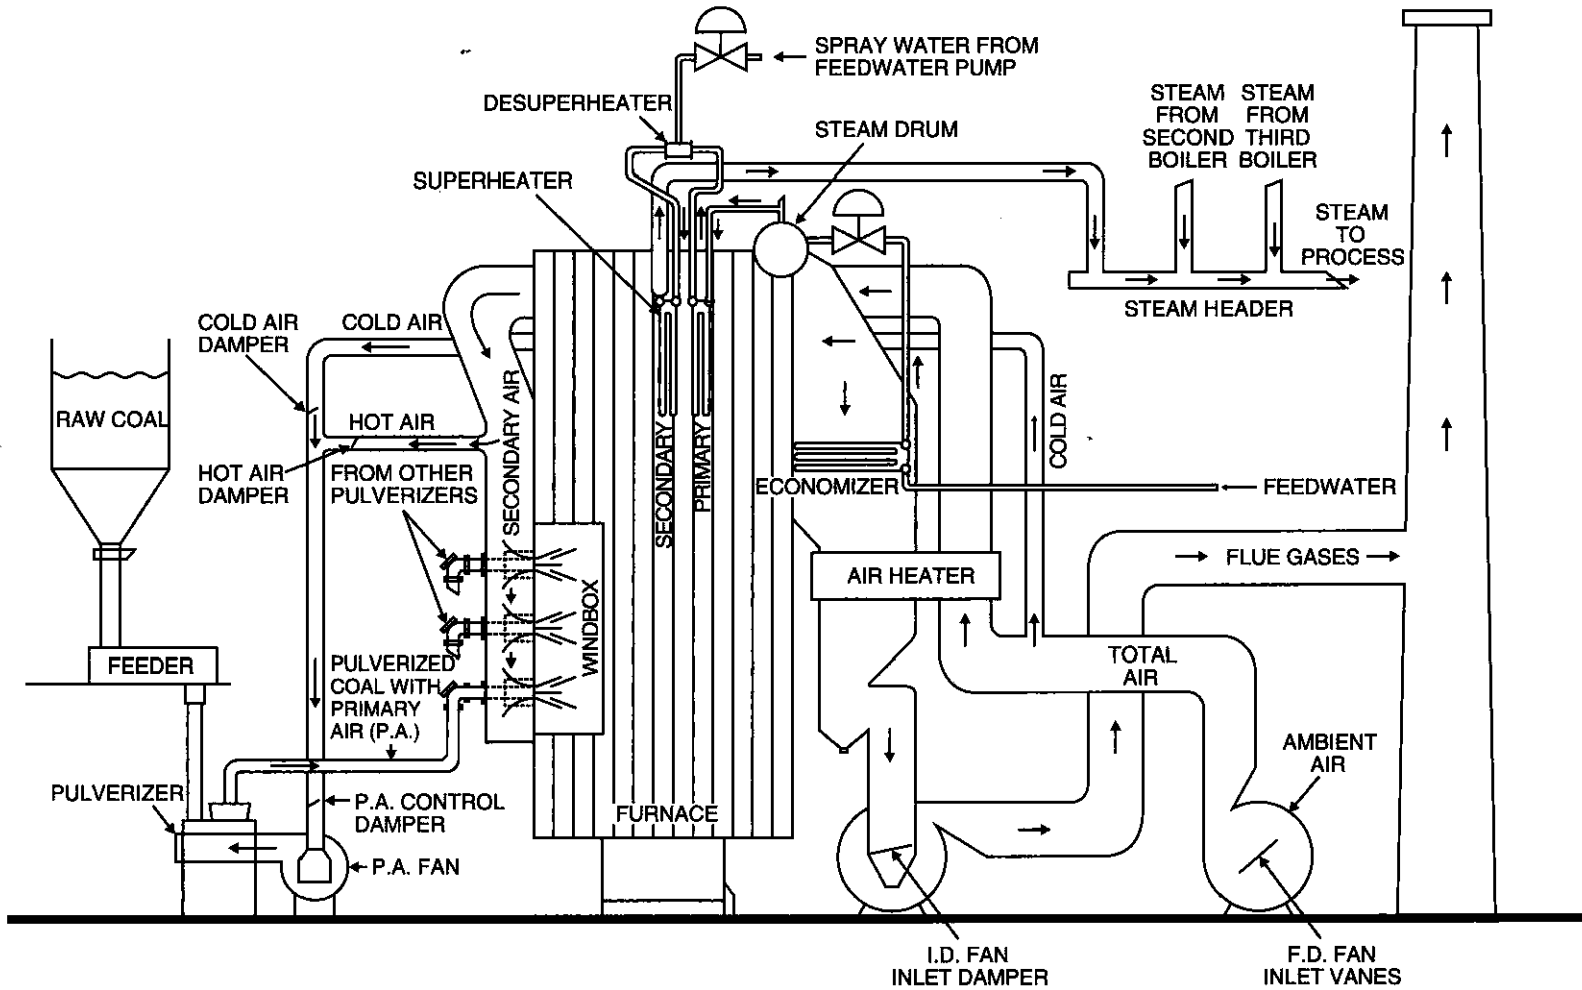 SPRAY WATER FROM
FEEDWATER PUMP
DESUPERHEATER
STEAM DRUM
STEAM
FROM
SECOND
BOILER
STEAM
FROM
THIRD
BOILER
SUPERHEATER
STEAM
TO
PROCESS
STEAM HEADER
COLD AIR
DAMPER
COLD AIR
RAW COAL
HOT AIR
HOT AIR
DAMPER
FROM OTHER
PULVERIZERS
SECONDARY AIR
SECONDARY
PRIMARY
COLD AIR
ECONOMIZER
FEEDWATER
AIR HEATER
FLUE GASES
WINDBOX
FEEDER
PULVERIZED
COAL WITH
PRIMARY
AIR (P.A.)
TOTAL
AIR
AMBIENT
AIR
PULVERIZER
P.A. CONTROL
DAMPER
FURNACE
P.A. FAN
I.D. FAN
INLET DAMPER
F.D. FAN
INLET VANES